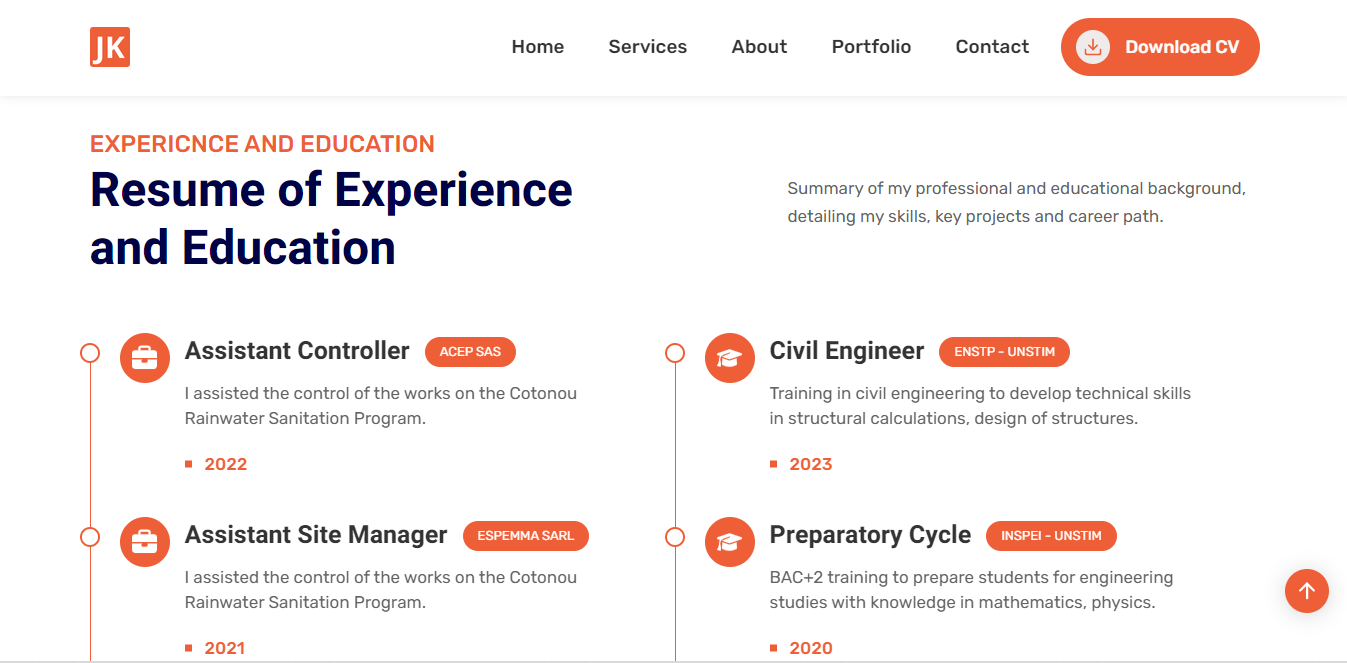 JK
Home Services About Portfolio Contact Download CV
EXPERICNCE AND EDUCATION
Resume of Experience
and Education
Summary of my professional and educational background,
detailing my skills, key projects and career path.
Assistant Controller ACEP SAS
I assisted the control of the works on the Cotonou
Rainwater Sanitation Program.
2022
Assistant Site Manager ESPEMMA SARL
I assisted the control of the works on the Cotonou
Rainwater Sanitation Program.
2021
Civil Engineer ENSTP - UNSTIM
Training in civil engineering to develop technical skills
in structural calculations, design of structures.
2023
Preparatory Cycle INSPEI - UNSTIM
BAC+2 training to prepare students for engineering
studies with knowledge in mathematics, physics.
2020